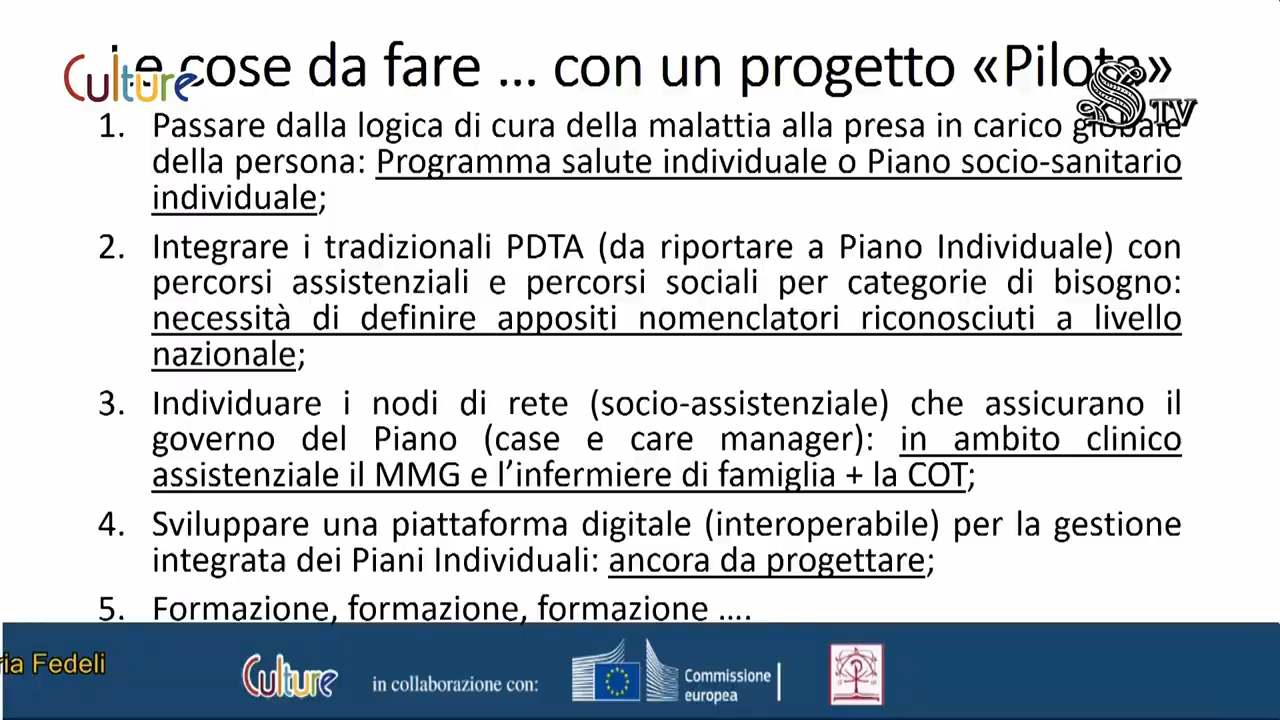 Culture
Le cose da fare … con un progetto «Pilota»
S TV
1. Passare dalla logica di cura della malattia alla presa in carico globale
della persona: Programma salute individuale o Piano socio-sanitario
individuale;
2. Integrare i tradizionali PDTA (da riportare a Piano Individuale) con
percorsi assistenziali e percorsi sociali per categorie di bisogno:
necessità di definire appositi nomenclatori riconosciuti a livello
nazionale;
3. Individuare i nodi di rete (socio-assistenziale) che assicurano il
governo del Piano (case e care manager): in ambito clinico
assistenziale il MMG e l’infermiere di famiglia + la COT;
4. Sviluppare una piattaforma digitale (interoperabile) per la gestione
integrata dei Piani Individuali: ancora da progettare;
5. Formazione, formazione, formazione ....
ria Fedeli
Culture
in collaborazione con:
Commissione
europea